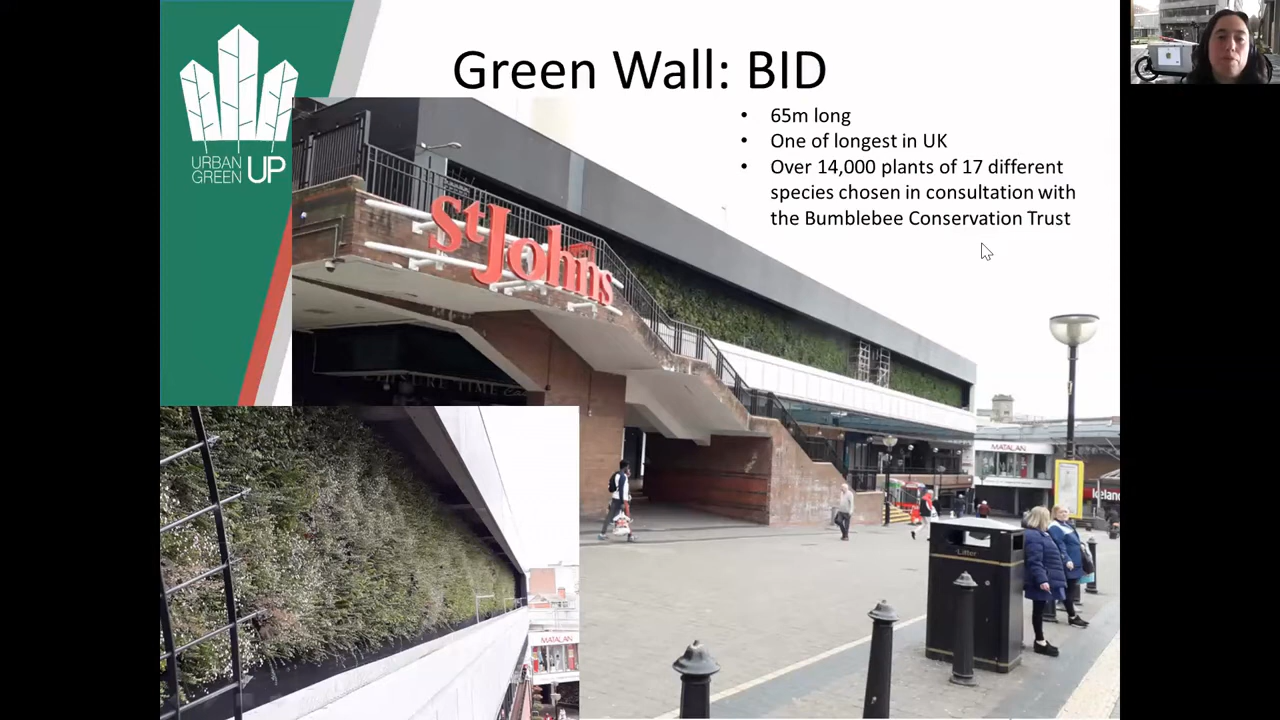 Green Wall: BID
URBAN
GREEN UP
• 65m long
• One of longest in UK
• Over 14,000 plants of 17 different
species chosen in consultation with
the Bumblebee Conservation Trust
St Johns
MATALAN
Iceland
Litter
MATALAN